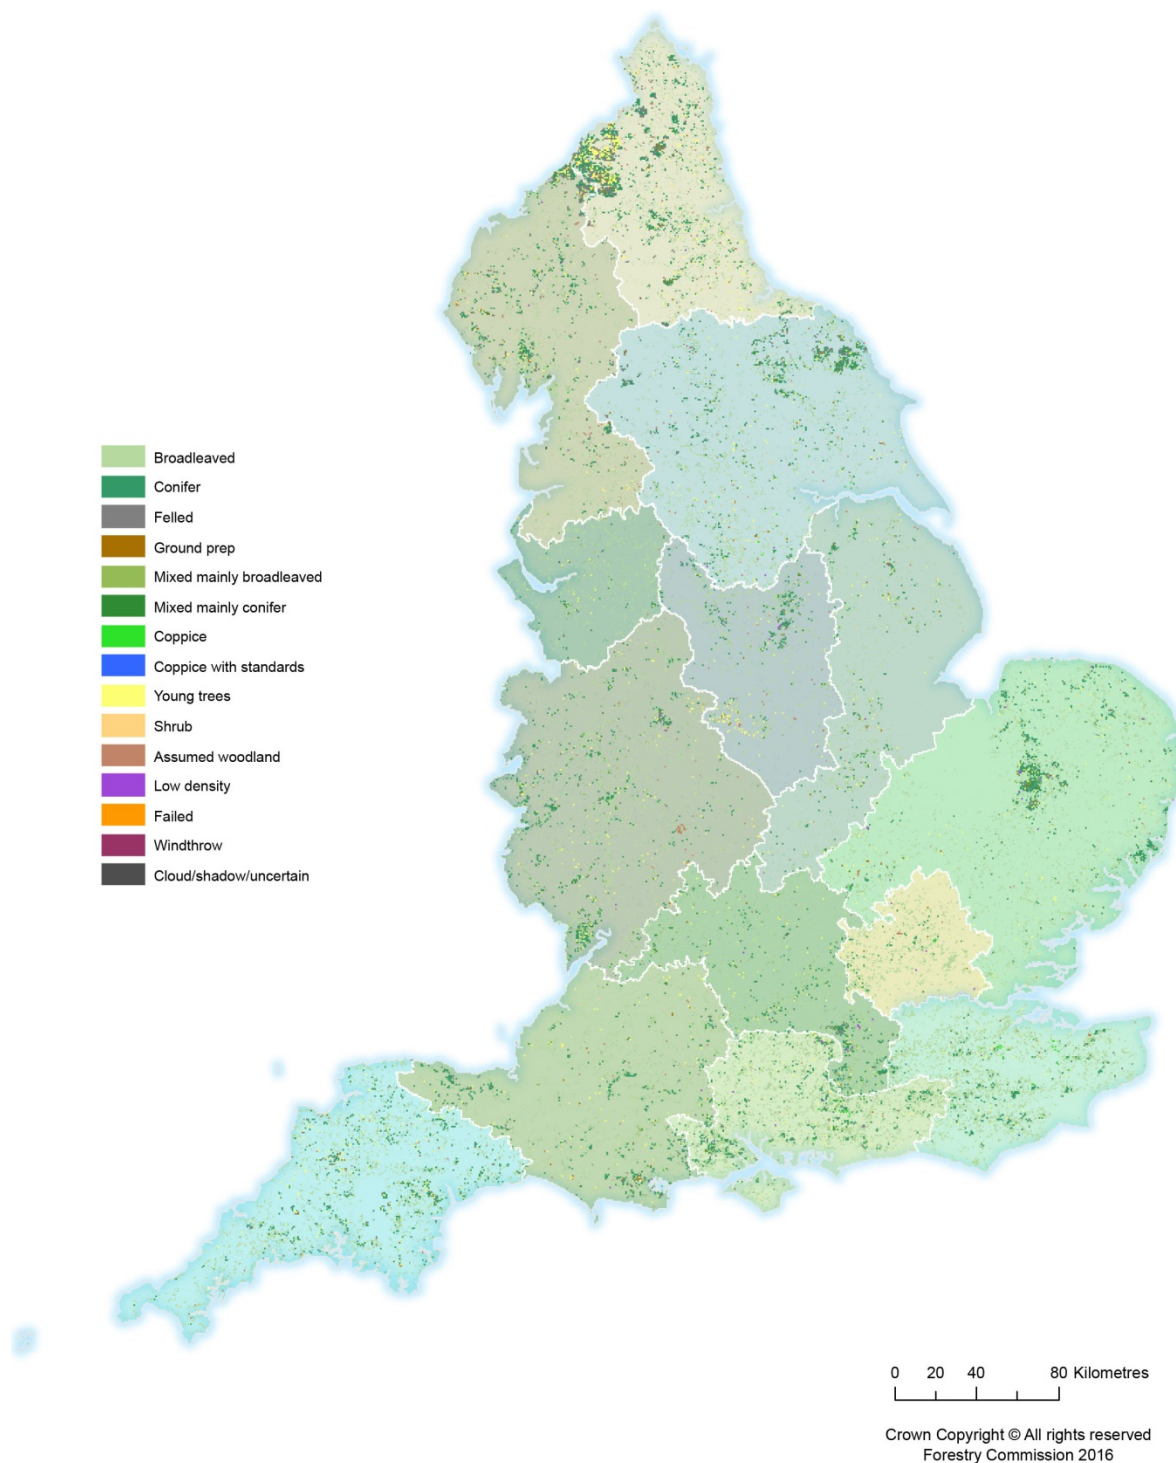 Broadleaved
Conifer
Felled
Ground prep
Mixed mainly broadleaved
Mixed mainly conifer
Coppice
Coppice with standards
Young trees
Shrub
Assumed woodland
Low density
Failed
Windthrow
Cloud/shadow/uncertain
0 20 40 80 Kilometres
Crown Copyright © All rights reserved
Forestry Commission 2016